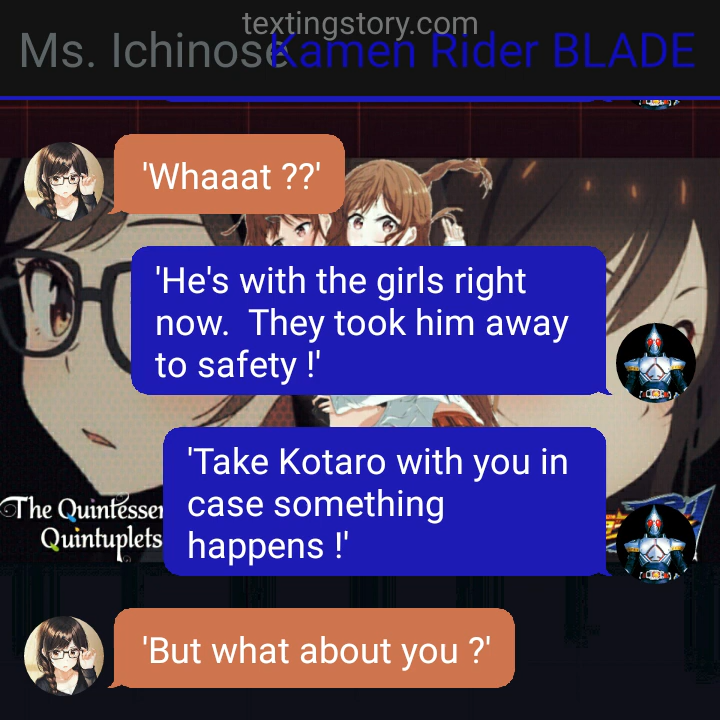 textingstory.com
Ms. Ichinose Kamen Rider BLADE
'Whaaat ??'
'He's with the girls right
now.  They took him away
to safety !'
'Take Kotaro with you in
case something
happens !'
The Quintessen
Quintuplets
'But what about you ?'